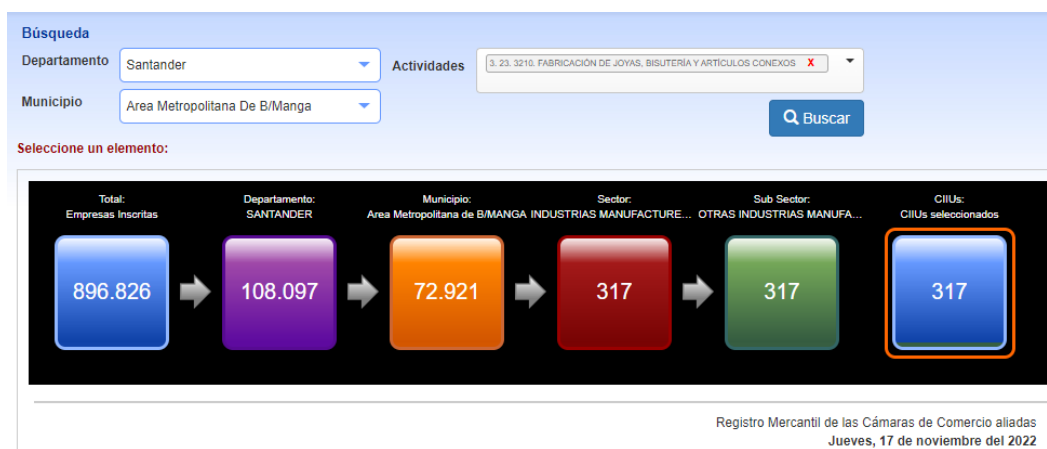 Búsqueda
Departamento
Santander
Actividades
3. 23. 3210. FABRICACIÓN DE JOYAS, BISUTERÍA Y ARTÍCULOS CONEXOS X
Municipio
Area Metropolitana De B/Manga
Buscar
Seleccione un elemento:
Total:
Empresas Inscritas
Departamento:
SANTANDER
Municipio:
Area Metropolitana de B/MANGA
Sector:
INDUSTRIAS MANUFACTURE...
Sub Sector:
OTRAS INDUSTRIAS MANUFA...
CIIUs:
CIIUs seleccionados
896.826
108.097
72.921
317
317
317
Registro Mercantil de las Cámaras de Comercio aliadas
Jueves, 17 de noviembre del 2022